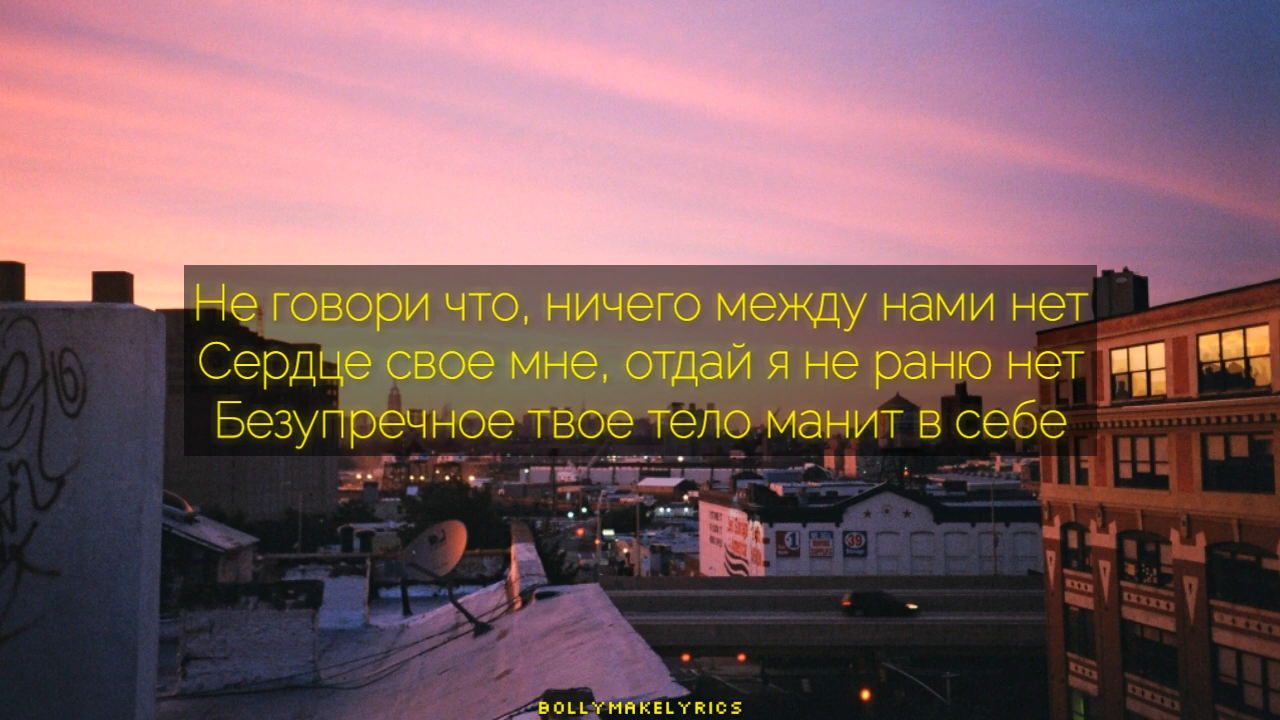 Не говори что, ничего между нами нет
Сердце свое мне, отдай я не раню нет
Безупречное твое тело манит в себе
BOLLYMAKELYRICS